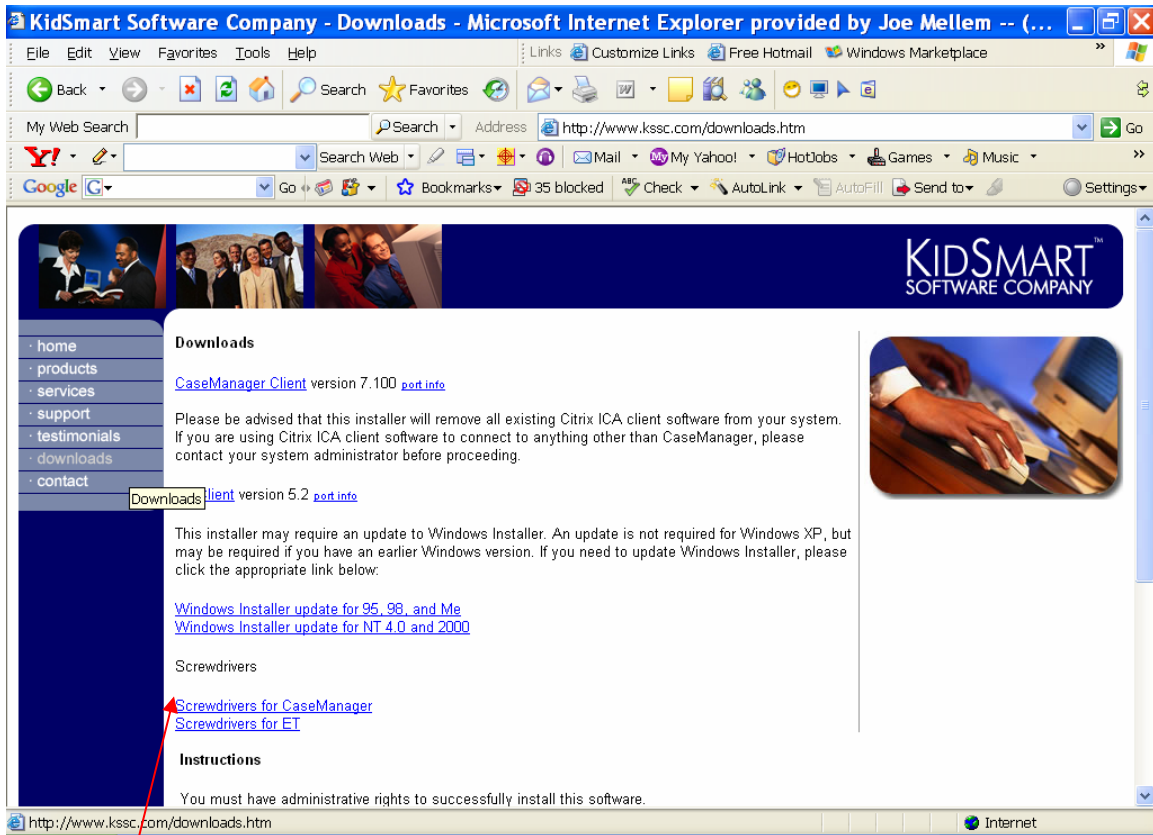 KidSmart Software Company - Downloads - Microsoft Internet Explorer provided by Joe Mellem -- (...
File Edit View Favorites Tools Help Links Customize Links Free Hotmail Windows Marketplace »
Back Search Favorites
My Web Search Search Address http://www.kssc.com/downloads.htm Go
Y! Search Web Mail My Yahoo! HotJobs Games Music »
Google G Go Bookmarks 35 blocked ABC Check AutoLink AutoFill Send to Settings
KIDSMART™
SOFTWARE COMPANY
· home
· products
· services
· support
· testimonials
· downloads
· contact
Downloads
Downloads
CaseManager Client version 7.100 port info
Please be advised that this installer will remove all existing Citrix ICA client software from your system.
If you are using Citrix ICA client software to connect to anything other than CaseManager, please
contact your system administrator before proceeding.
lient version 5.2 port info
This installer may require an update to Windows Installer. An update is not required for Windows XP, but
may be required if you have an earlier Windows version. If you need to update Windows Installer, please
click the appropriate link below:
Windows Installer update for 95, 98, and Me
Windows Installer update for NT 4.0 and 2000
Screwdrivers
Screwdrivers for CaseManager
Screwdrivers for ET
Instructions
You must have administrative rights to successfully install this software.
http://www.kssc.com/downloads.htm Internet